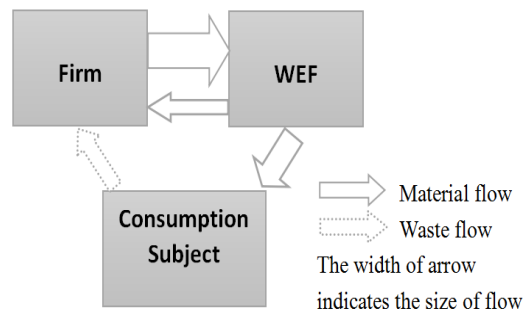 Firm
WEF
Consumption
Subject
Material flow
Waste flow
The width of arrow
indicates the size of flow